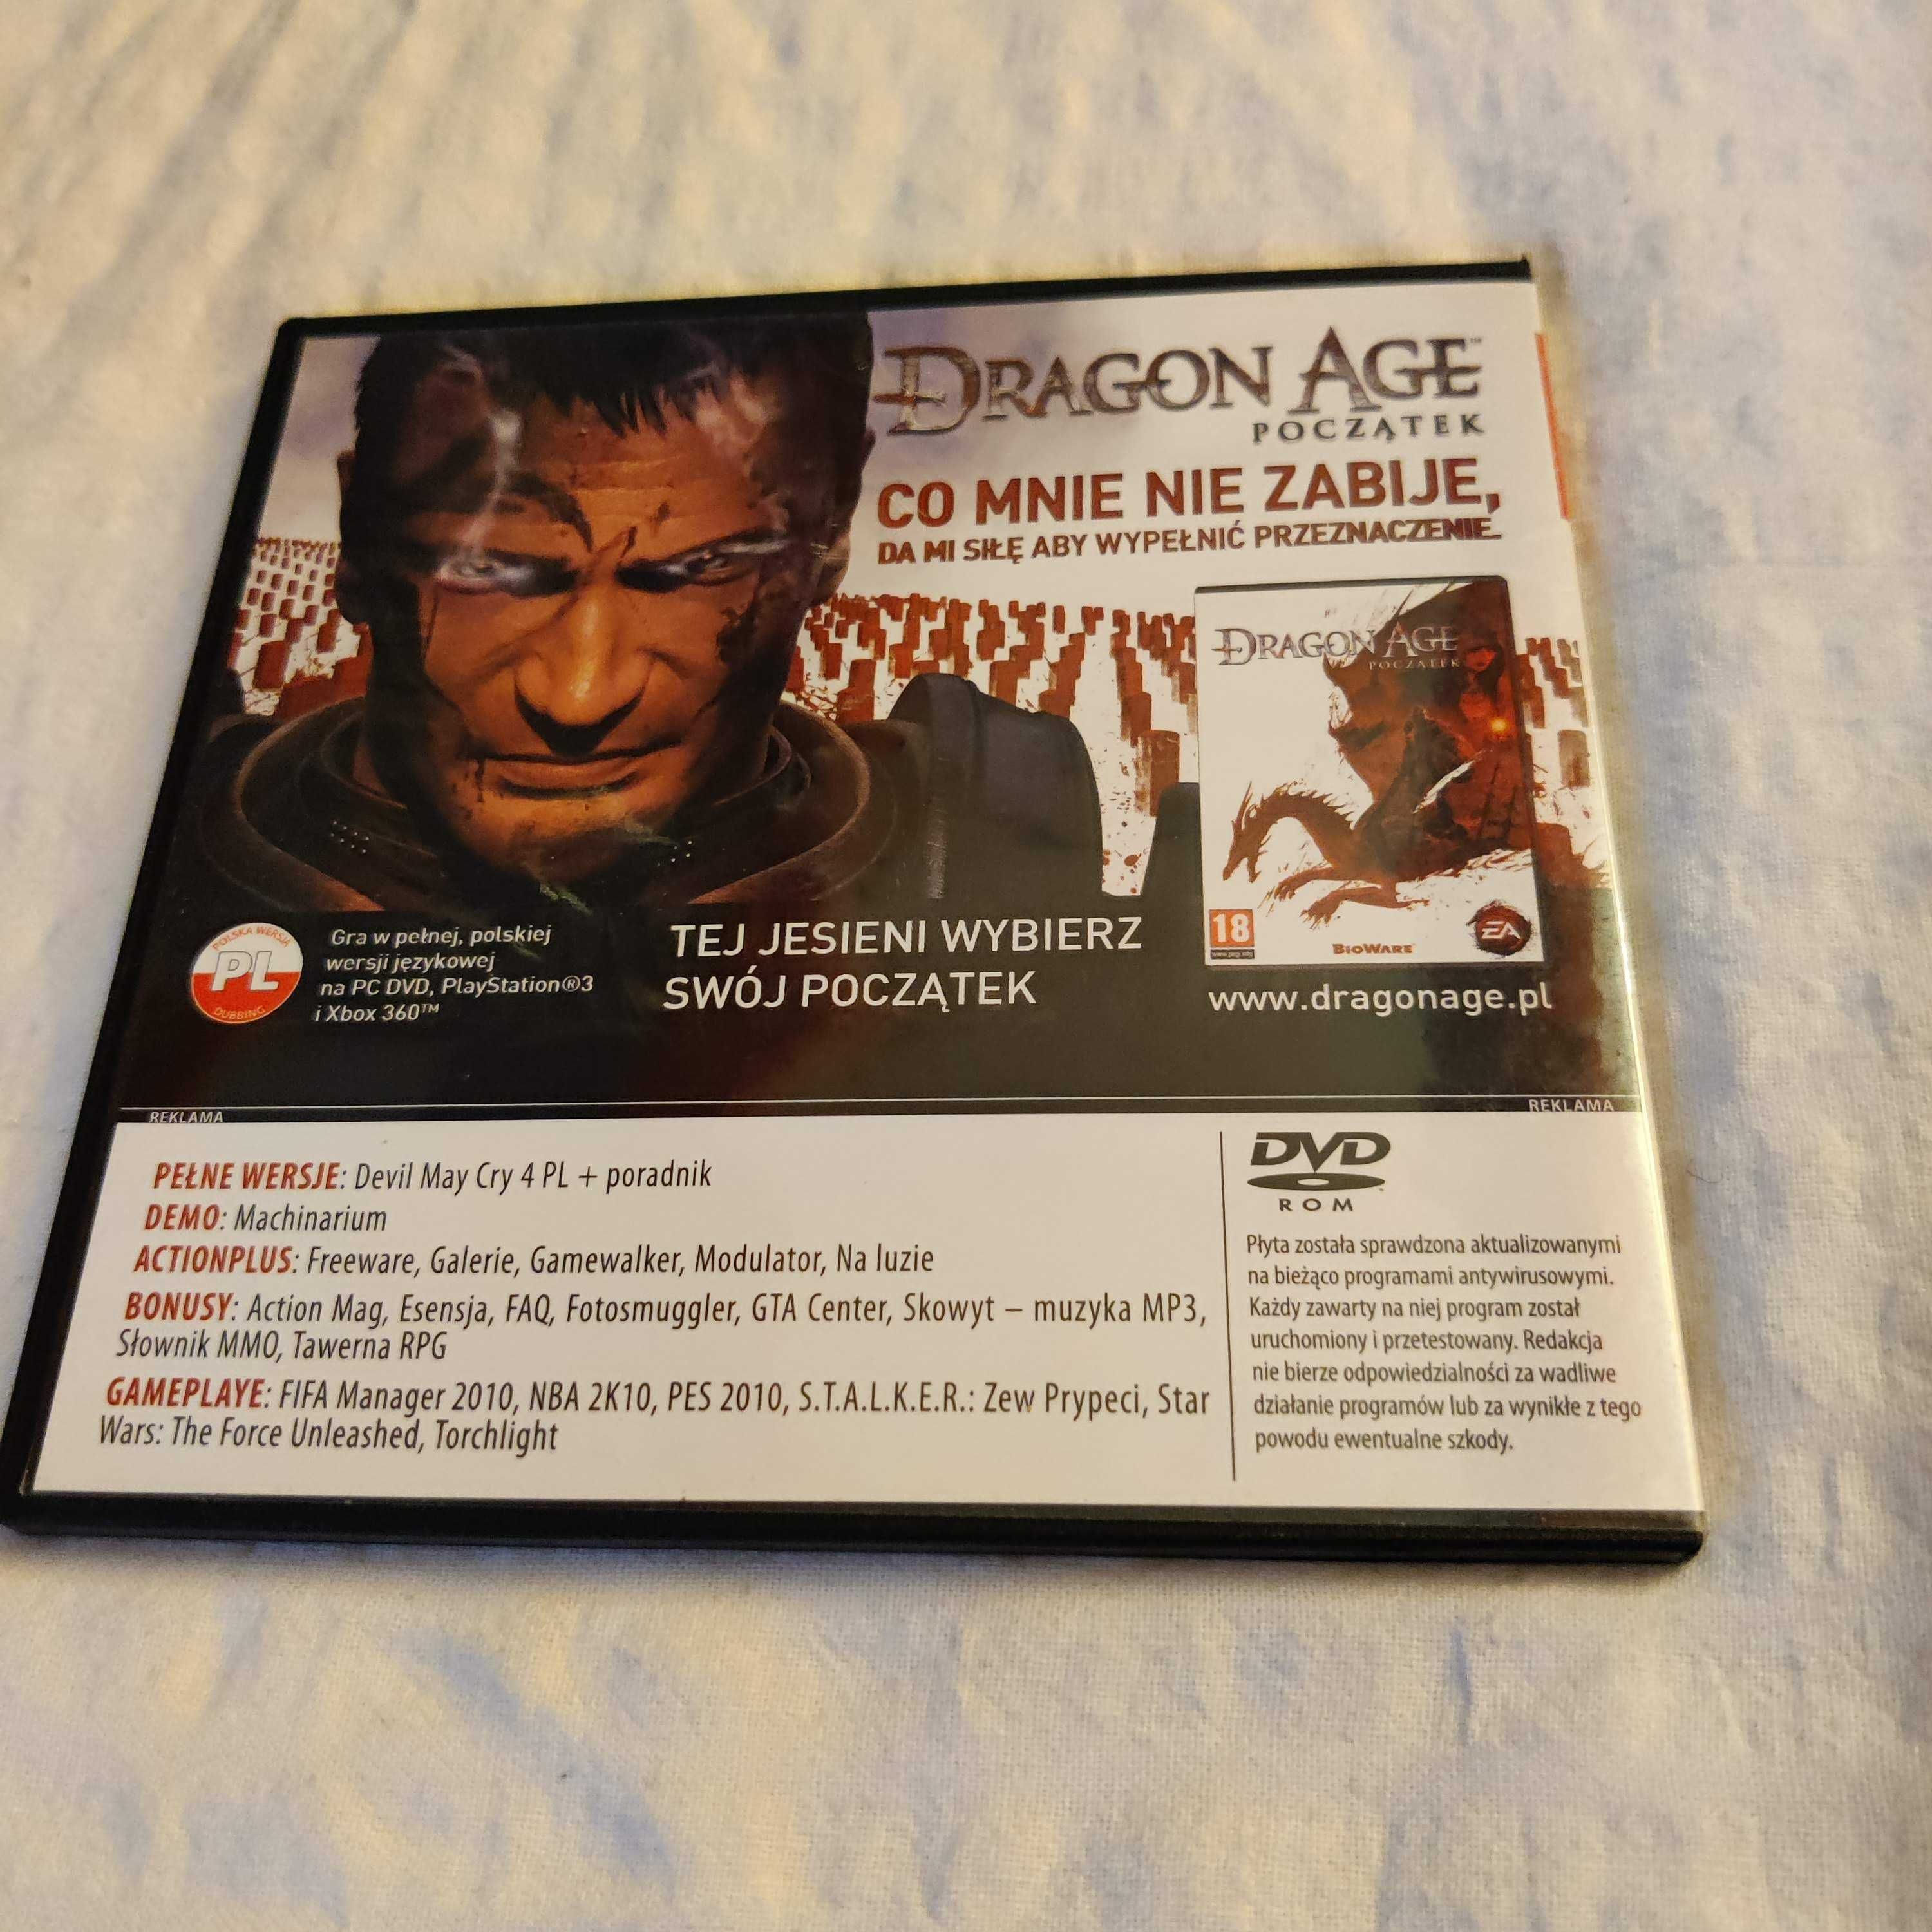 DRAGON AGE™
POCZĄTEK
CO MNIE NIE ZABIJE,
DA MI SIŁĘ ABY WYPEŁNIĆ PRZEZNACZENIE.
DRAGON AGE
POCZĄTEK
18
www.pegi.info
BIOWARE
EA
POLSKA WERSJA
PL
DUBBING
Gra w pełnej, polskiej
wersji językowej
na PC DVD, PlayStation®3
i Xbox 360™
TEJ JESIENI WYBIERZ
SWÓJ POCZĄTEK
www.dragonage.pl
REKLAMA
REKLAMA
PEŁNE WERSJE: Devil May Cry 4 PL + poradnik
DEMO: Machinarium
ACTIONPLUS: Freeware, Galerie, Gamewalker, Modulator, Na luzie
BONUSY: Action Mag, Esensja, FAQ, Fotosmuggler, GTA Center, Skowyt – muzyka MP3,
Słownik MMO, Tawerna RPG
GAMEPLAYE: FIFA Manager 2010, NBA 2K10, PES 2010, S.T.A.L.K.E.R.: Zew Prypeci, Star
Wars: The Force Unleashed, Torchlight
DVD
ROM
Płyta została sprawdzona aktualizowanymi
na bieżąco programami antywirusowymi.
Każdy zawarty na niej program został
uruchomiony i przetestowany. Redakcja
nie bierze odpowiedzialności za wadliwe
działanie programów lub za wynikłe z tego
powodu ewentualne szkody.